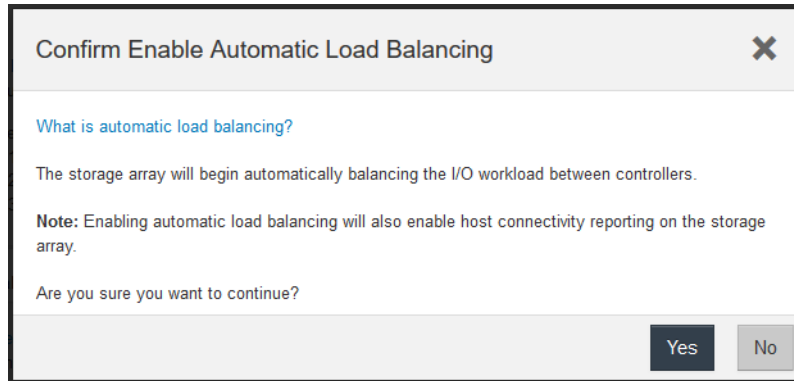 Confirm Enable Automatic Load Balancing
What is automatic load balancing?
The storage array will begin automatically balancing the I/O workload between controllers.
Note: Enabling automatic load balancing will also enable host connectivity reporting on the storage
array.
Are you sure you want to continue?
Yes No